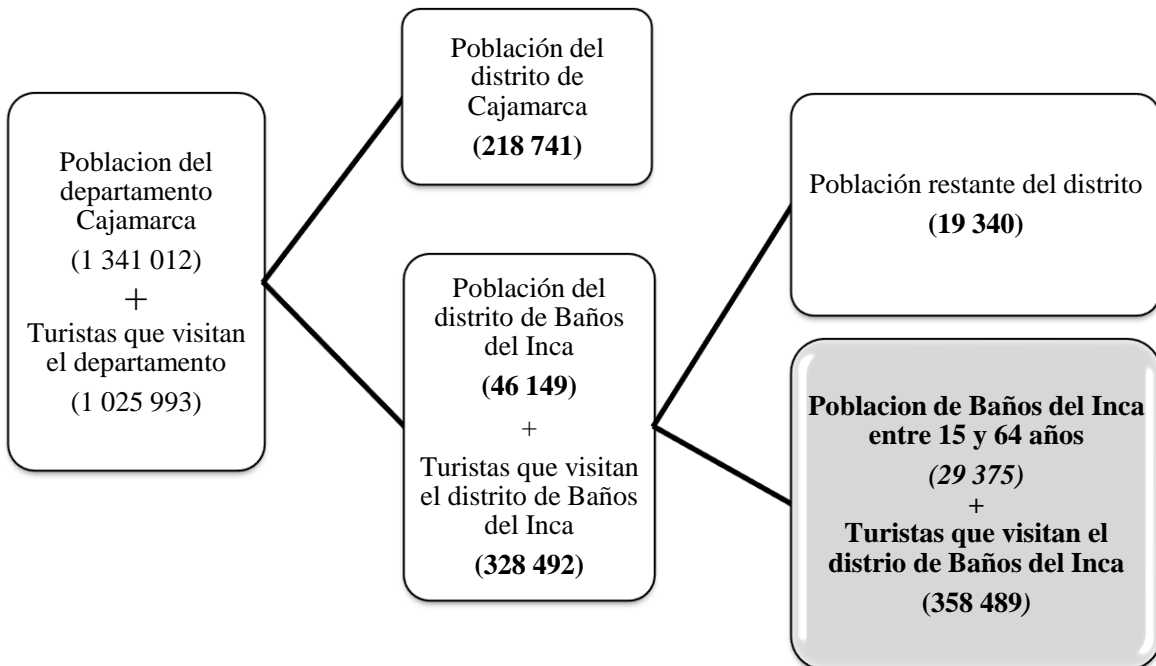 Poblacion del
departamento
Cajamarca
(1 341 012)
+
Turistas que visitan
el departamento
(1 025 993)
Población del
distrito de
Cajamarca
(218 741)
Población del
distrito de Baños
del Inca
(46 149)
+
Turistas que visitan
el distrito de Baños
del Inca
(328 492)
Población restante del distrito
(19 340)
Poblacion de Baños del Inca
entre 15 y 64 años
(29 375)
+
Turistas que visitan el
distrio de Baños del Inca
(358 489)